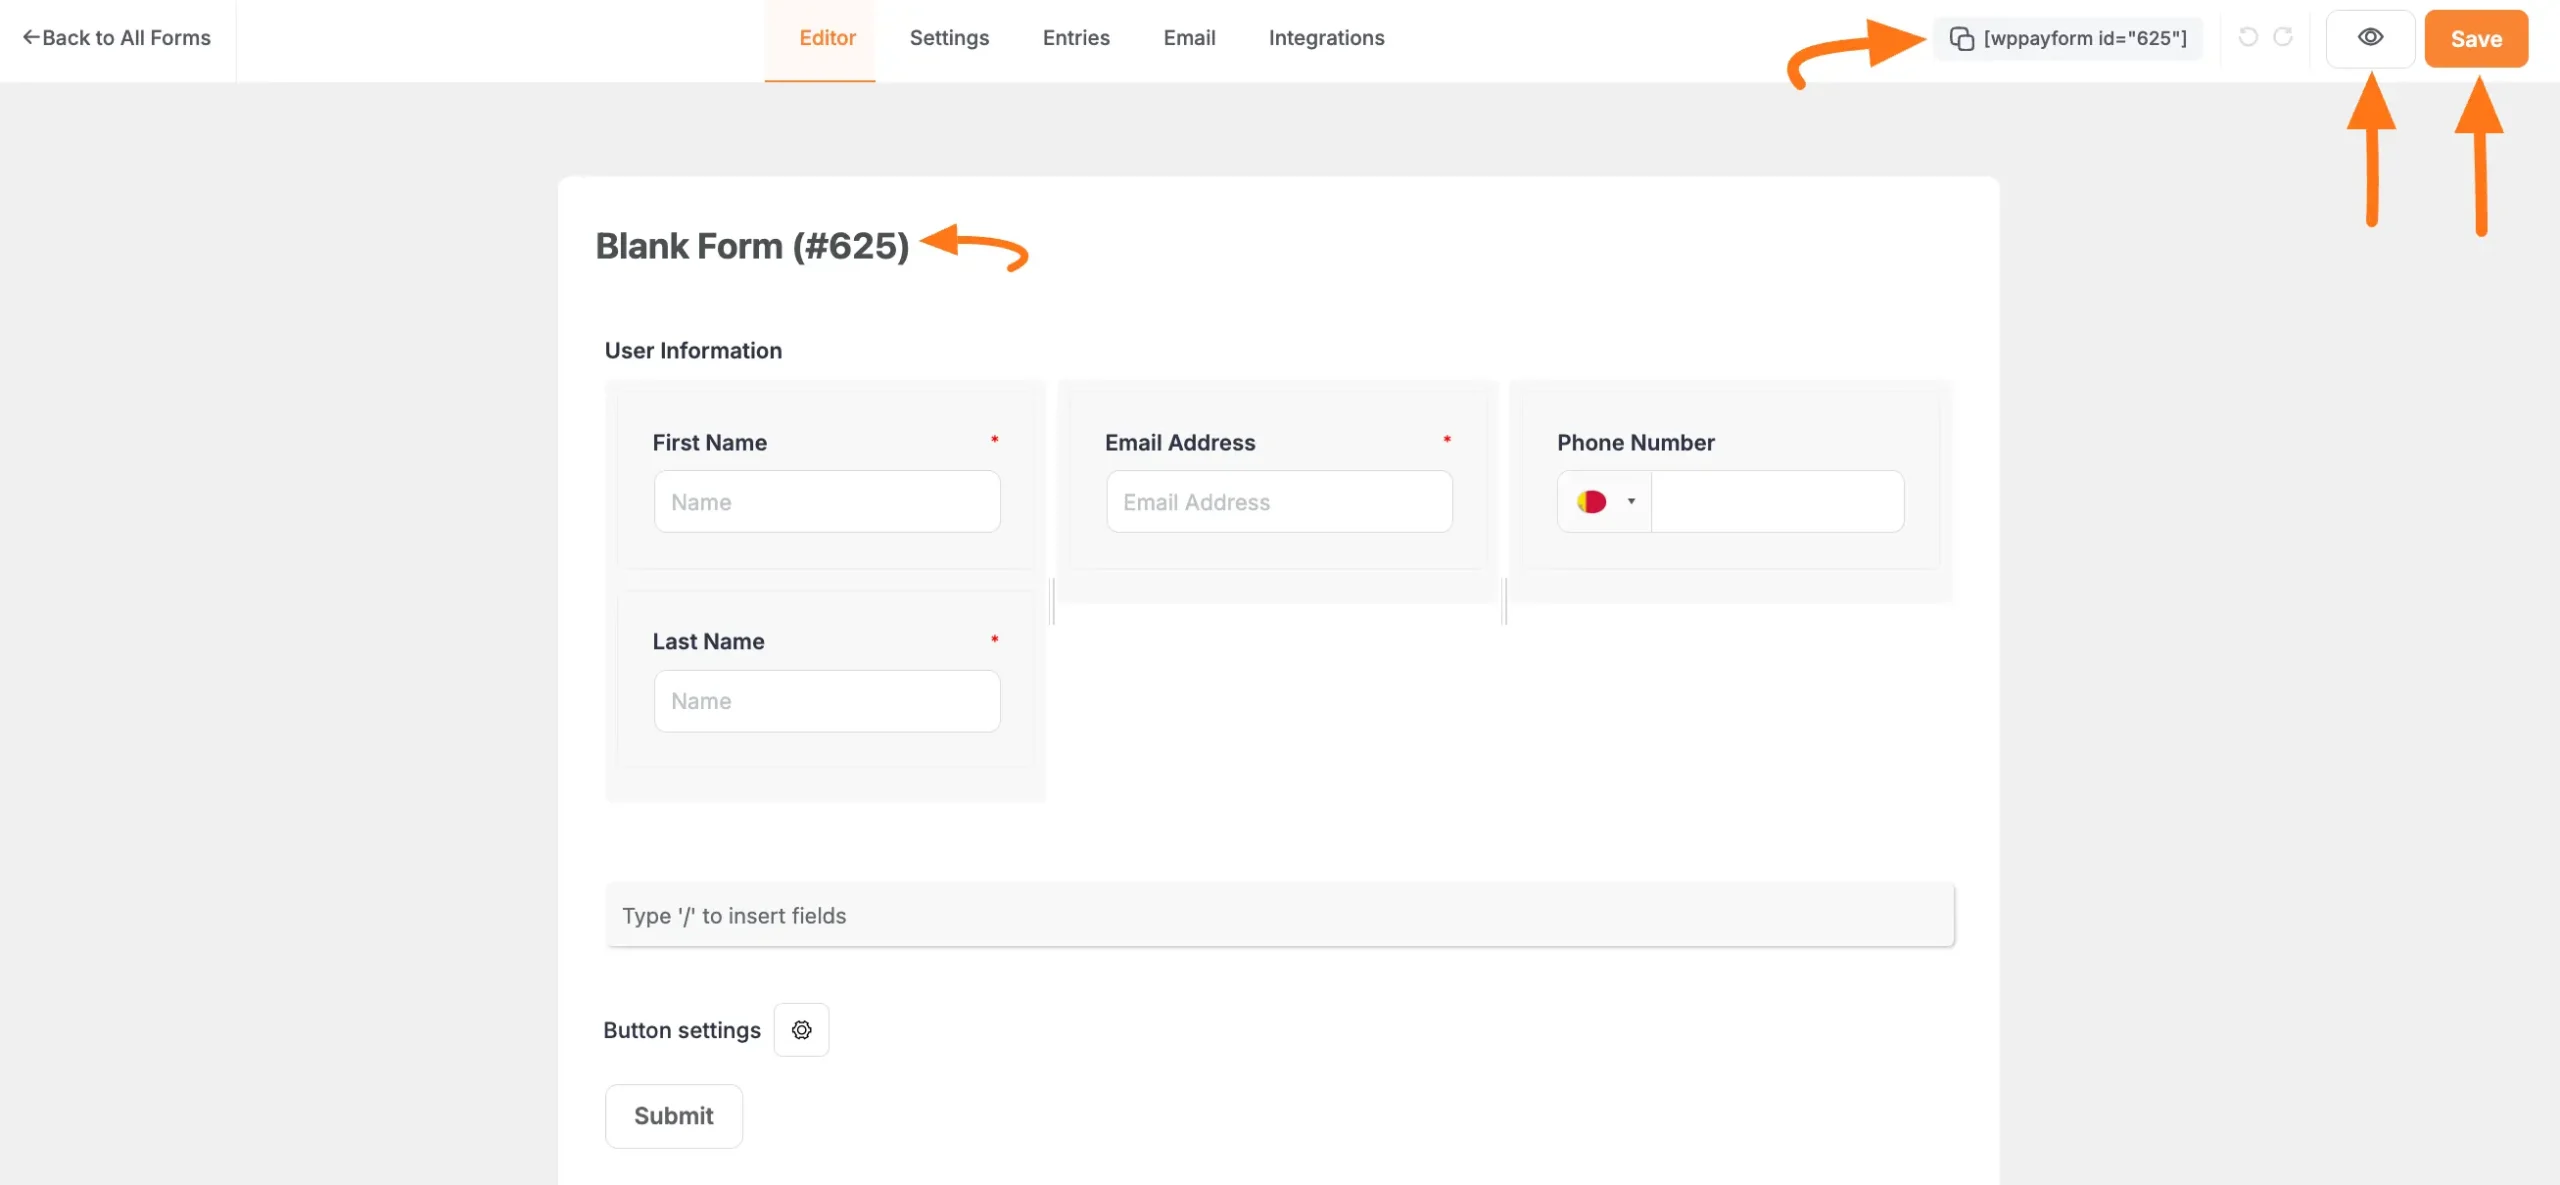 Back to All Forms
Editor Settings Entries Email Integrations
[wppayform id="625"]
Save
Blank Form (#625)
User Information
First Name * Email Address * Phone Number
Name Email Address
Last Name *
Name
Type '/' to insert fields
Button settings
Submit